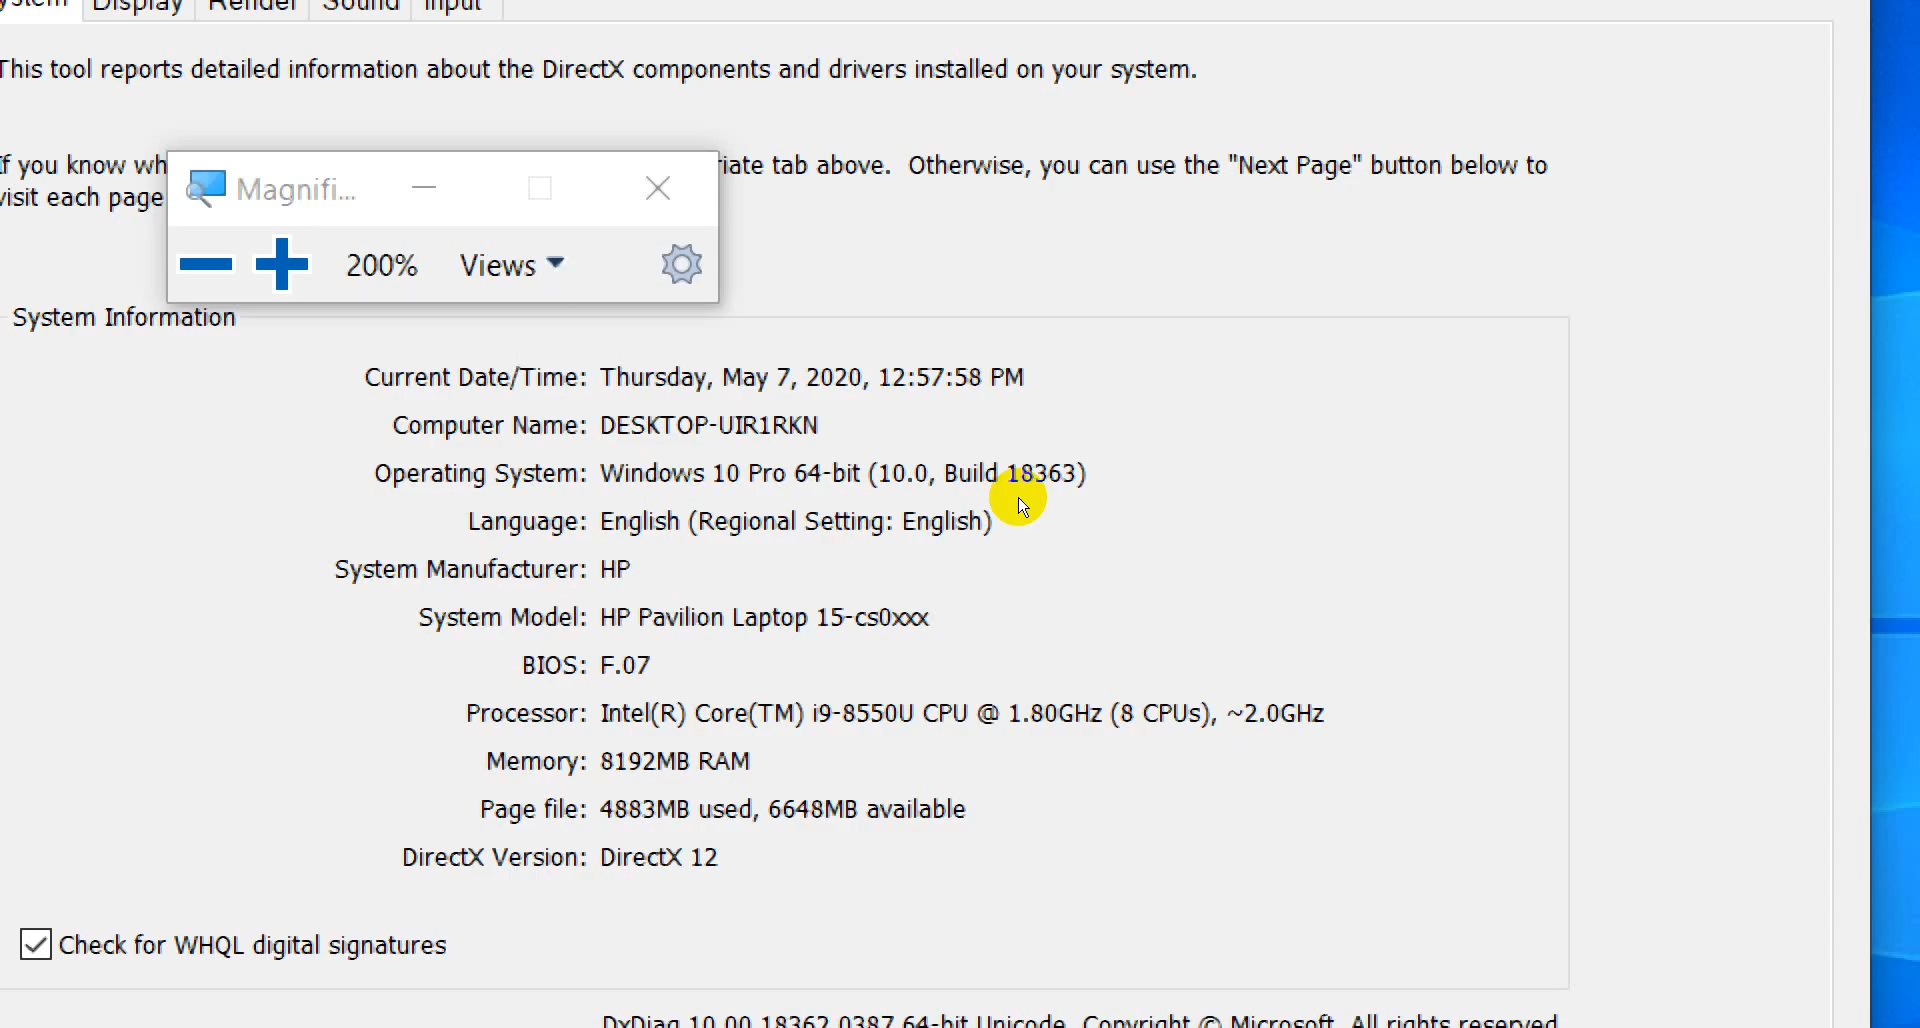 ystem Display Render Sound Input
This tool reports detailed information about the DirectX components and drivers installed on your system.
If you know wh
riate tab above.  Otherwise, you can use the "Next Page" button below to
visit each page
Magnifi...
200% Views
System Information
Current Date/Time: Thursday, May 7, 2020, 12:57:58 PM
Computer Name: DESKTOP-UIR1RKN
Operating System: Windows 10 Pro 64-bit (10.0, Build 18363)
Language: English (Regional Setting: English)
System Manufacturer: HP
System Model: HP Pavilion Laptop 15-cs0xxx
BIOS: F.07
Processor: Intel(R) Core(TM) i9-8550U CPU @ 1.80GHz (8 CPUs), ~2.0GHz
Memory: 8192MB RAM
Page file: 4883MB used, 6648MB available
DirectX Version: DirectX 12
Check for WHQL digital signatures
DxDiag 10.00.18362.0387 64-bit Unicode  Copyright © Microsoft. All rights reserved.